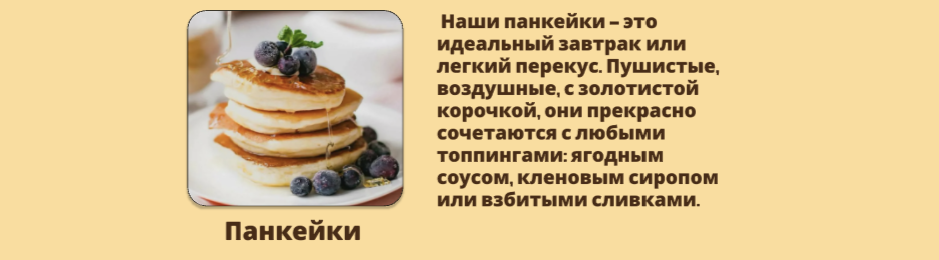 Наши панкейки – это
идеальный завтрак или
легкий перекус. Пушистые,
воздушные, с золотистой
корочкой, они прекрасно
сочетаются с любыми
топпингами: ягодным
соусом, кленовым сиропом
или взбитыми сливками.
Панкейки